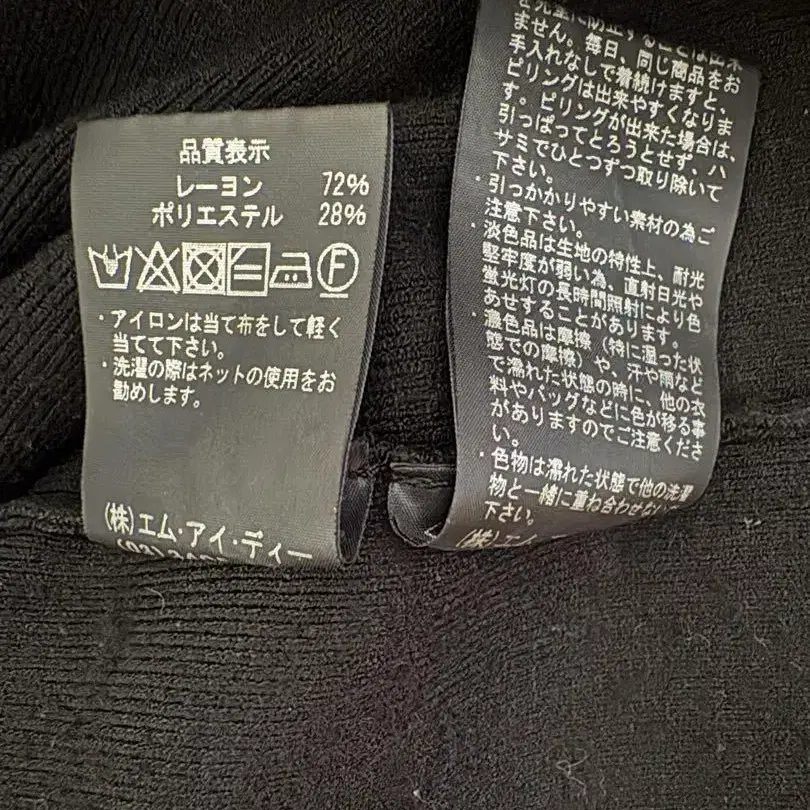 品質表示
レーヨン 72%
ポリエステル 28%
F
・アイロンは当て布をして軽く
当てて下さい。
・洗濯の際はネットの使用をお
勧めします。
(株)エム・アイ・ディー
ません。毎日、同じ商品をお
手入れなしで着続けますと、
ピリングは出来やすくなりま
す。ピリングが出来た場合は、
引っぱってとろうとせず、ハ
サミでひとつずつ取り除いて
下さい。
・引っかかりやすい素材の為ご
注意下さい。
・淡色品は生地の特性上、耐光
堅牢度が弱い為、直射日光や
蛍光灯の長時間照射により色
あせすることがあります。
・濃色品は摩擦（特に湿った状
態での摩擦）や、汗や雨など
で濡れた状態の時に、他の衣
料やバッグなどに色が移る事
がありますのでご注意くださ
い。
・色物は濡れた状態で他の洗濯
物と一緒に重ね合わせない
下さい。
(株)エム